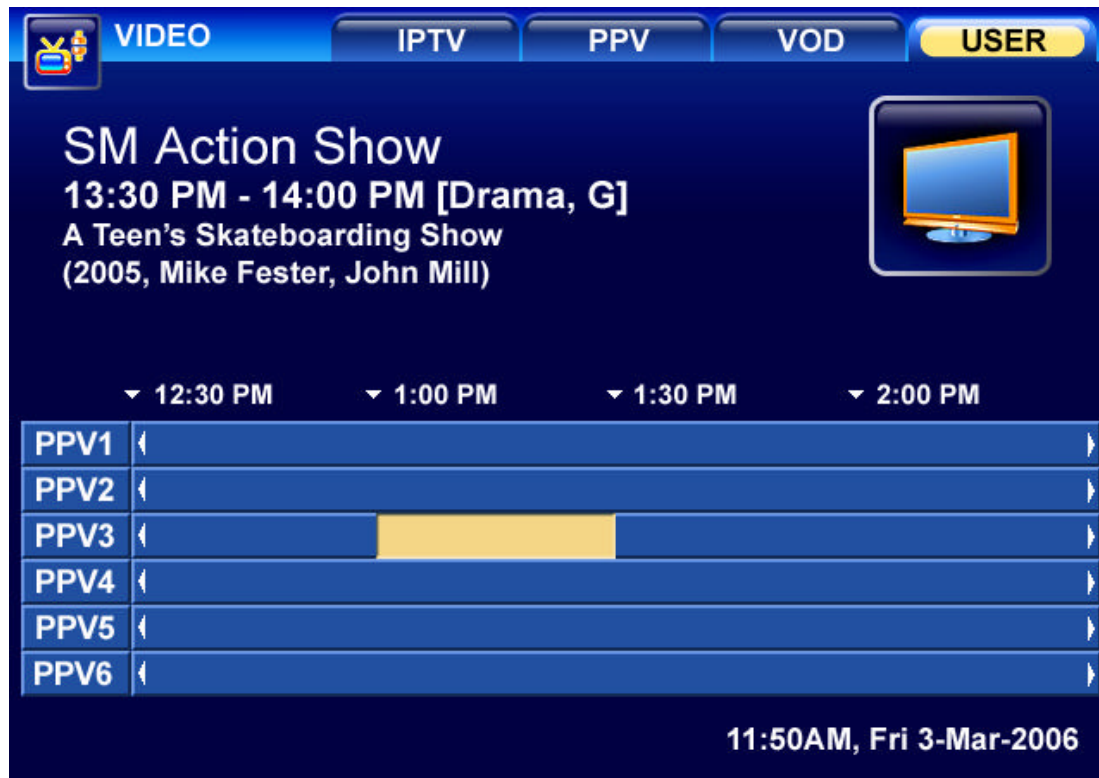 VIDEO IPTV PPV VOD USER
SM Action Show
13:30 PM - 14:00 PM [Drama, G]
A Teen's Skateboarding Show
(2005, Mike Fester, John Mill)
12:30 PM 1:00 PM 1:30 PM 2:00 PM
PPV1
PPV2
PPV3
PPV4
PPV5
PPV6
11:50AM, Fri 3-Mar-2006